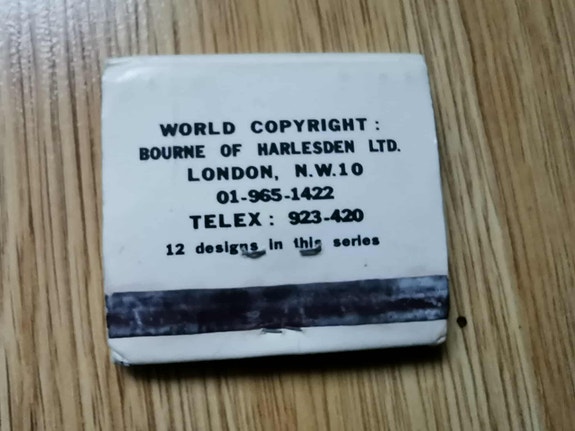 WORLD COPYRIGHT :
BOURNE OF HARLESDEN LTD.
LONDON, N.W.10
01-965-1422
TELEX : 923-420
12 designs in this series